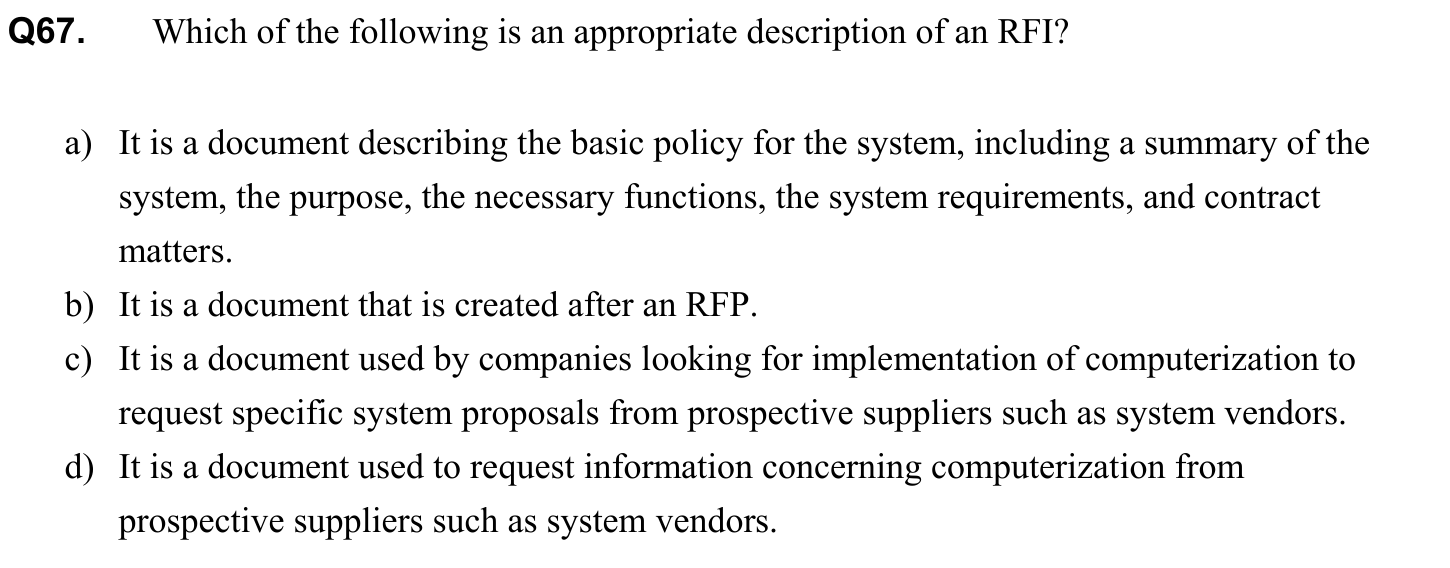 Q67. Which of the following is an appropriate description of an RFI?
a) It is a document describing the basic policy for the system, including a summary of the
system, the purpose, the necessary functions, the system requirements, and contract
matters.
b) It is a document that is created after an RFP.
c) It is a document used by companies looking for implementation of computerization to
request specific system proposals from prospective suppliers such as system vendors.
d) It is a document used to request information concerning computerization from
prospective suppliers such as system vendors.